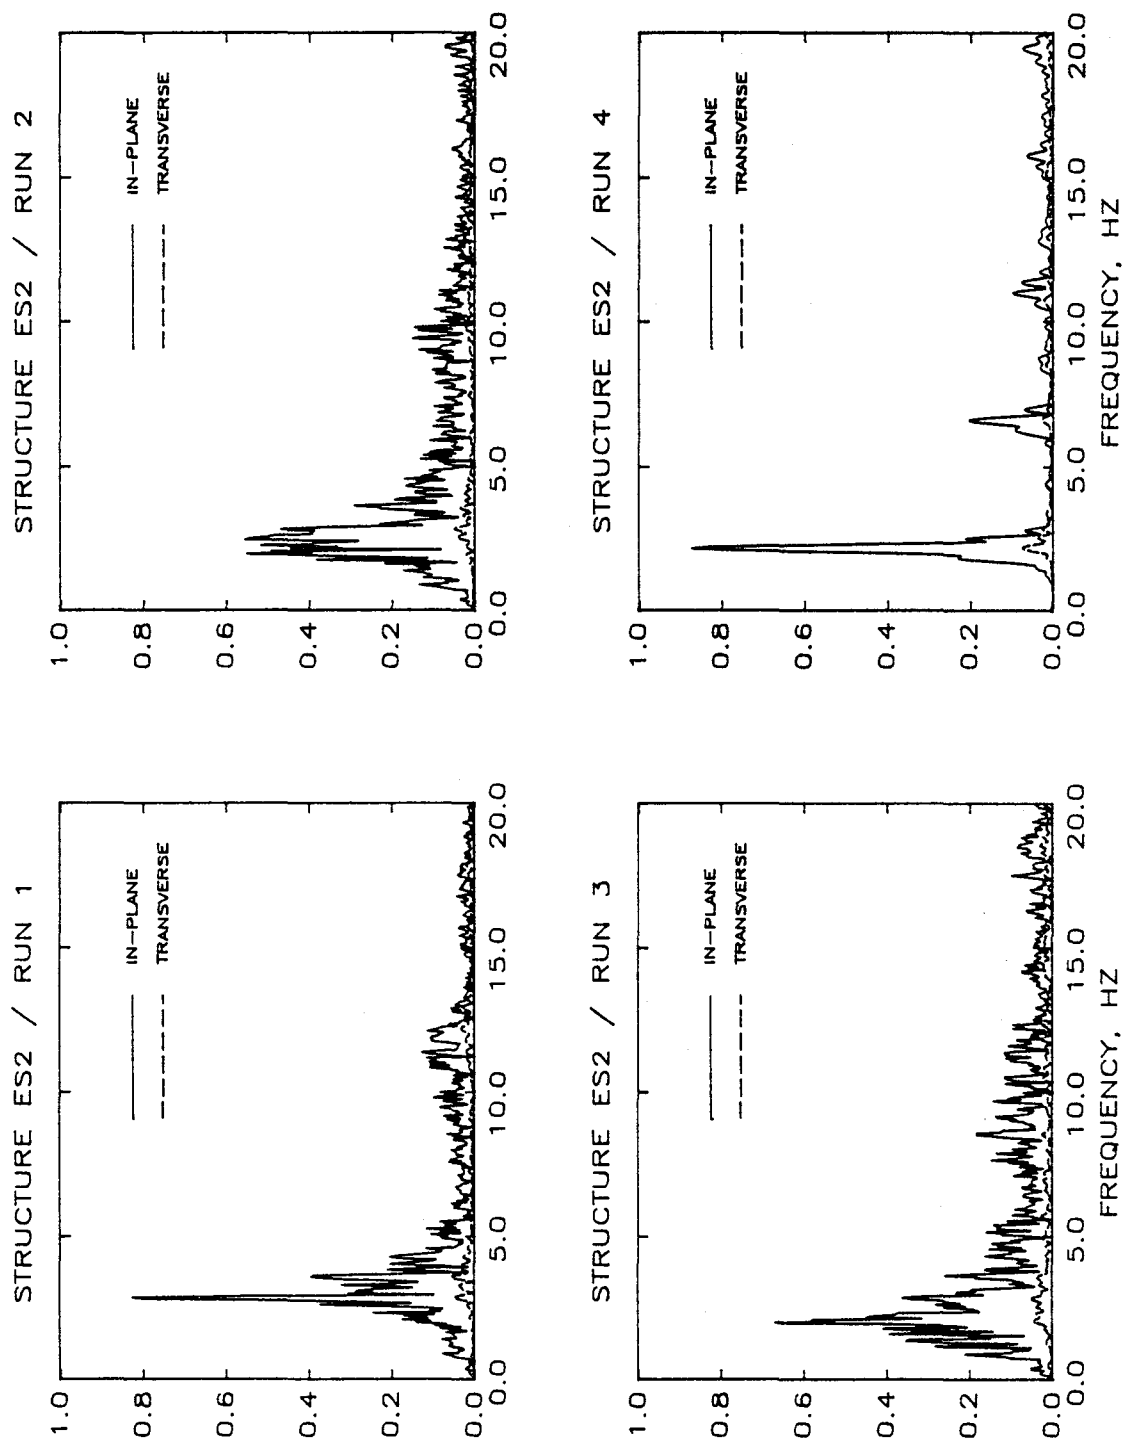 STRUCTURE ES2 / RUN 1
1.0
0.8
0.6
0.4
0.2
0.0
IN-PLANE
TRANSVERSE
0.0 5.0 10.0 15.0 20.0
STRUCTURE ES2 / RUN 2
1.0
0.8
0.6
0.4
0.2
0.0
IN-PLANE
TRANSVERSE
0.0 5.0 10.0 15.0 20.0
STRUCTURE ES2 / RUN 3
1.0
0.8
0.6
0.4
0.2
0.0
IN-PLANE
TRANSVERSE
0.0 5.0 10.0 15.0 20.0
FREQUENCY, HZ
STRUCTURE ES2 / RUN 4
1.0
0.8
0.6
0.4
0.2
0.0
IN-PLANE
TRANSVERSE
0.0 5.0 10.0 15.0 20.0
FREQUENCY, HZ